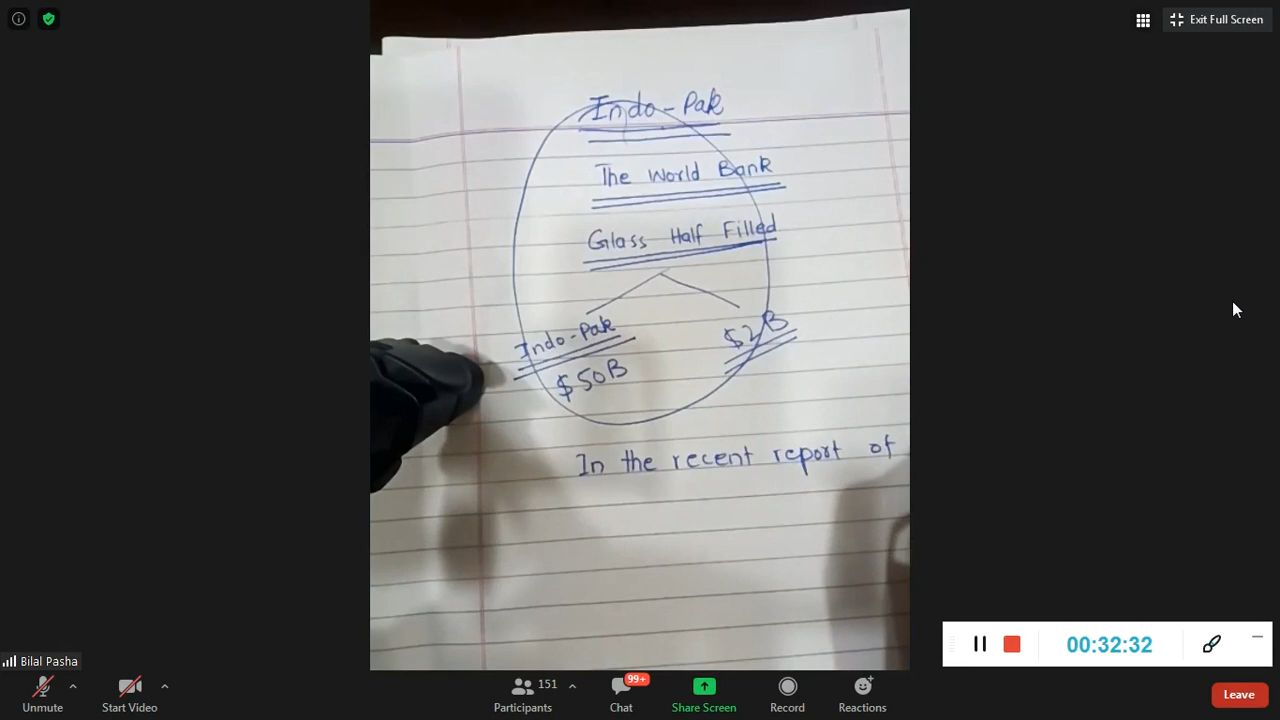 Exit Full Screen
Indo-Pak
The World Bank
Glass Half Filled
Indo-Pak
$50B
$2B
In the recent report of
00:32:32
Bilal Pasha
Unmute
Start Video
151
Participants
99+
Chat
Share Screen
Record
Reactions
Leave